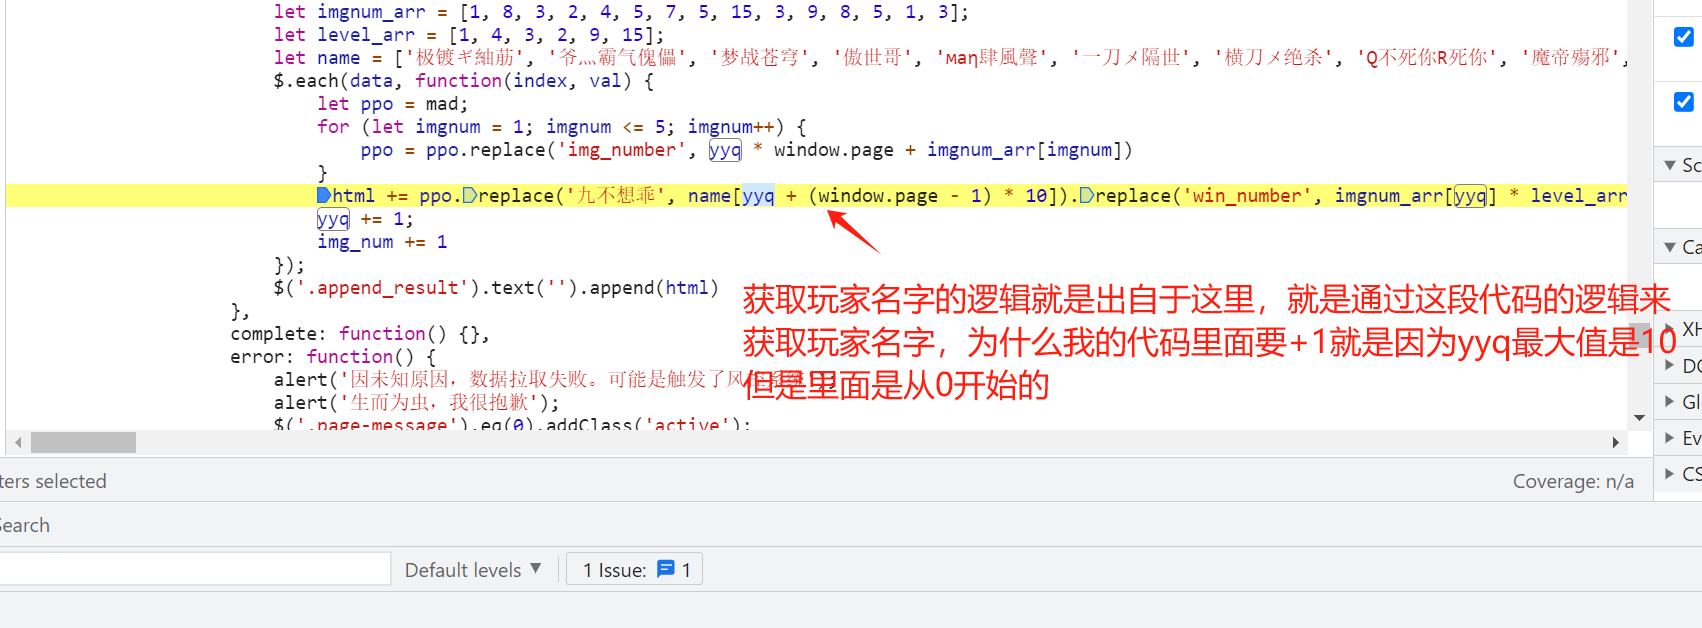 let imgnum_arr = [1, 8, 3, 2, 4, 5, 7, 5, 15, 3, 9, 8, 5, 1, 3];
let level_arr = [1, 4, 3, 2, 9, 15];
let name = ['极镀ギ紬荕', '爷灬霸气傀儡', '梦战苍穹', '傲世哥', 'мaη肆風聲', '一刀メ隔世', '横刀メ绝杀', 'Q不死你R死你', '魔帝殤邪',
$.each(data, function(index, val) {
let ppo = mad;
for (let imgnum = 1; imgnum <= 5; imgnum++) {
ppo = ppo.replace('img_number', yyq * window.page + imgnum_arr[imgnum])
}
html += ppo.replace('九不想乖', name[yyq + (window.page - 1) * 10]).replace('win_number', imgnum_arr[yyq] * level_arr
yyq += 1;
img_num += 1
});
$('.append_result').text('').append(html)
},
complete: function() {},
error: function() {
alert('因未知原因，数据拉取失败。可能是触发了风
alert('生而为虫，我很抱歉');
$('.page-message').eq(0).addClass('active');
获取玩家名字的逻辑就是出自于这里，就是通过这段代码的逻辑来
获取玩家名字，为什么我的代码里面要+1就是因为yyq最大值是10
但是里面是从0开始的
Sc
Ca
XH
DO
Gl
Ev
CS
ters selected
Coverage: n/a
Search
Default levels
1 Issue: 1